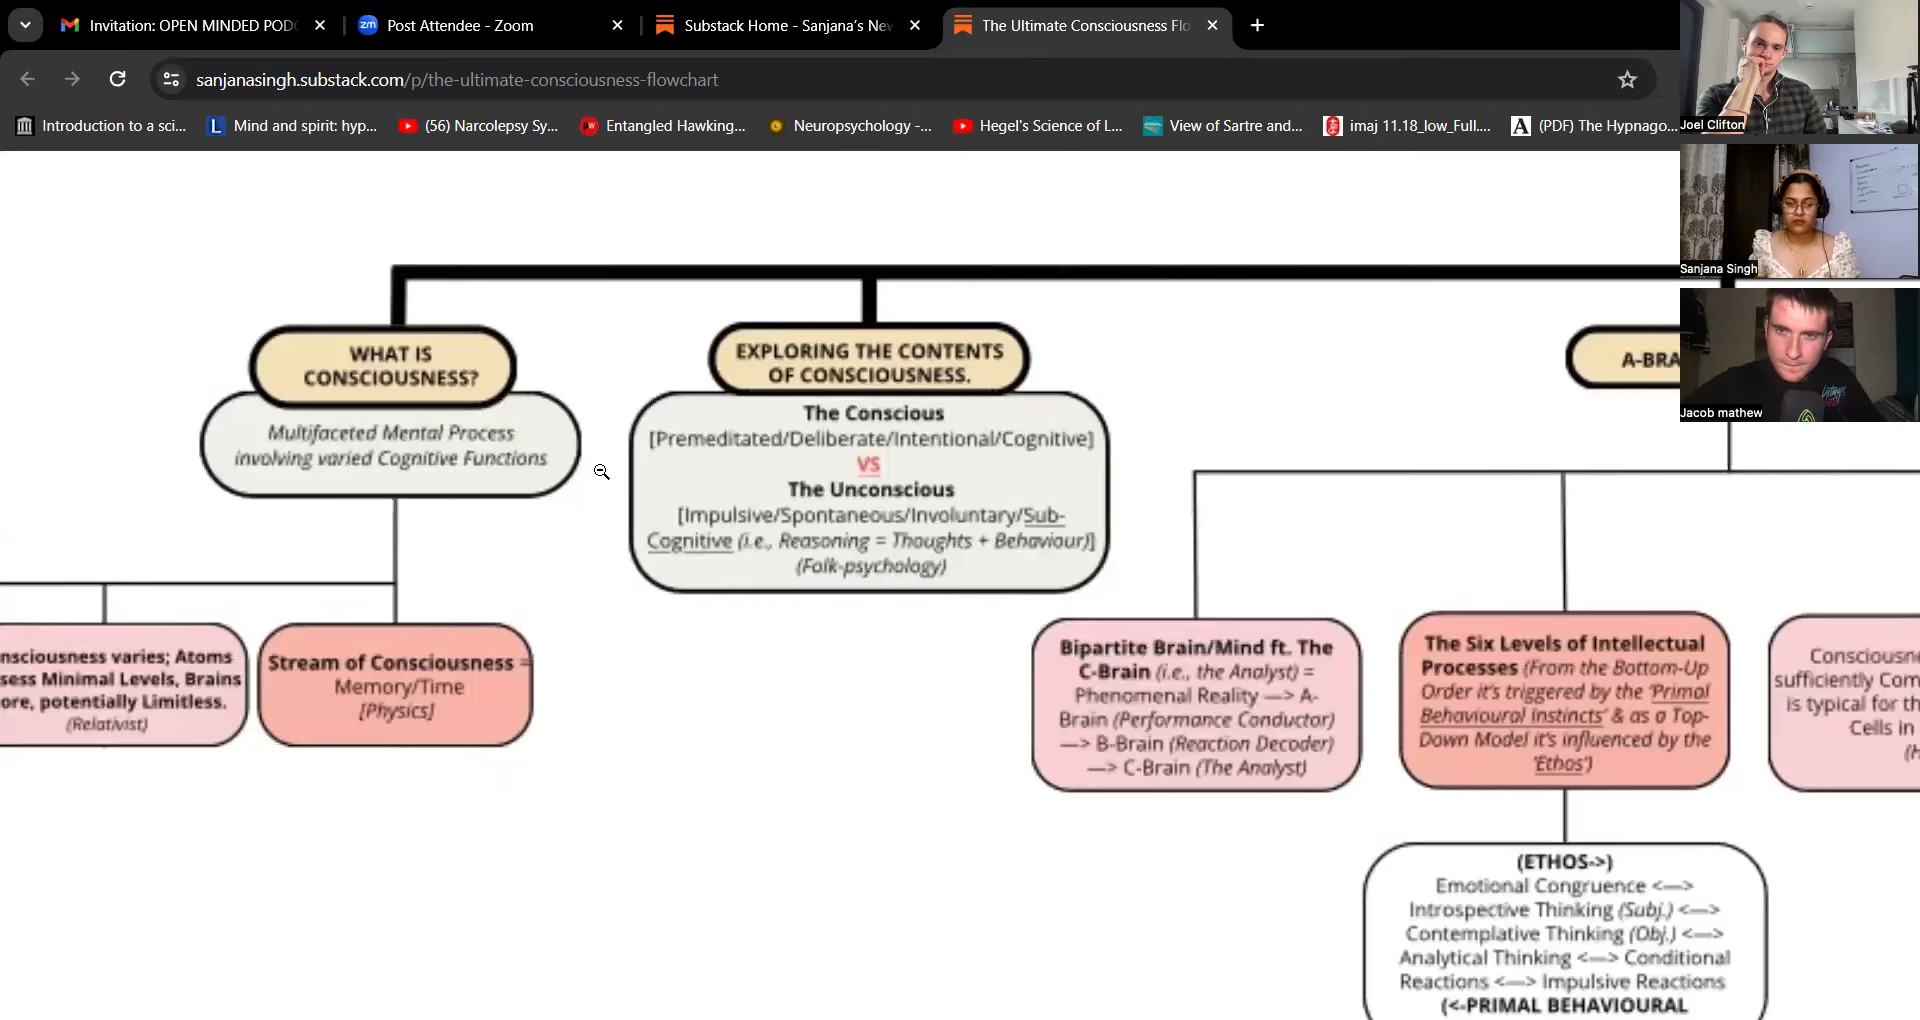 Invitation: OPEN MINDED POD
Post Attendee - Zoom
Substack Home - Sanjana's Nev
The Ultimate Consciousness Flo
sanjanasingh.substack.com/p/the-ultimate-consciousness-flowchart
Introduction to a sci...
Mind and spirit: hyp...
(56) Narcolepsy Sy...
Entangled Hawking...
Neuropsychology -...
Hegel's Science of L...
View of Sartre and...
imaj 11.18_low_Full....
(PDF) The Hypnago...
Joel Clifton
Sanjana Singh
Jacob mathew
WHAT IS
CONSCIOUSNESS?
Multifaceted Mental Process
involving varied Cognitive Functions
EXPLORING THE CONTENTS
OF CONSCIOUSNESS.
The Conscious
[Premeditated/Deliberate/Intentional/Cognitive]
VS
The Unconscious
[Impulsive/Spontaneous/Involuntary/Sub-
Cognitive (i.e., Reasoning = Thoughts + Behaviour)]
(Folk-psychology)
A-BRA
nsciousness varies; Atoms
sess Minimal Levels, Brains
ore, potentially Limitless.
(Relativist)
Stream of Consciousness =
Memory/Time
[Physics]
Bipartite Brain/Mind ft. The
C-Brain (i.e., the Analyst) =
Phenomenal Reality —> A-
Brain (Performance Conductor)
—> B-Brain (Reaction Decoder)
—> C-Brain (The Analyst)
The Six Levels of Intellectual
Processes (From the Bottom-Up
Order it's triggered by the 'Primal
Behavioural Instincts' & as a Top-
Down Model it's influenced by the
'Ethos')
Consciousne
sufficiently Com
is typical for th
Cells in
(h
(ETHOS->)
Emotional Congruence <—>
Introspective Thinking (Subj.) <—>
Contemplative Thinking (Obj.) <—>
Analytical Thinking <—> Conditional
Reactions <—> Impulsive Reactions
(<-PRIMAL BEHAVIOURAL